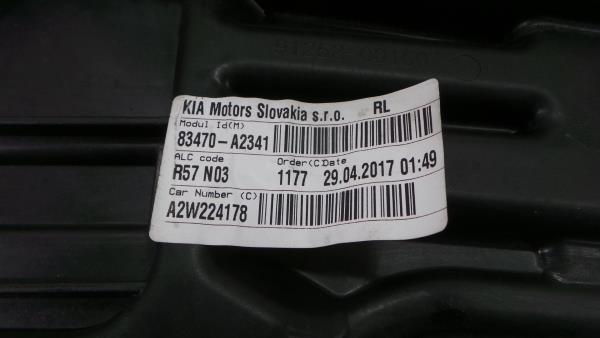 KIA Motors Slovakia s.r.o. RL
Modul Id(M)
83470-A2341
ALC code Order(C)Date
R57 N03 1177 29.04.2017 01:49
Car Number (C)
A2W224178